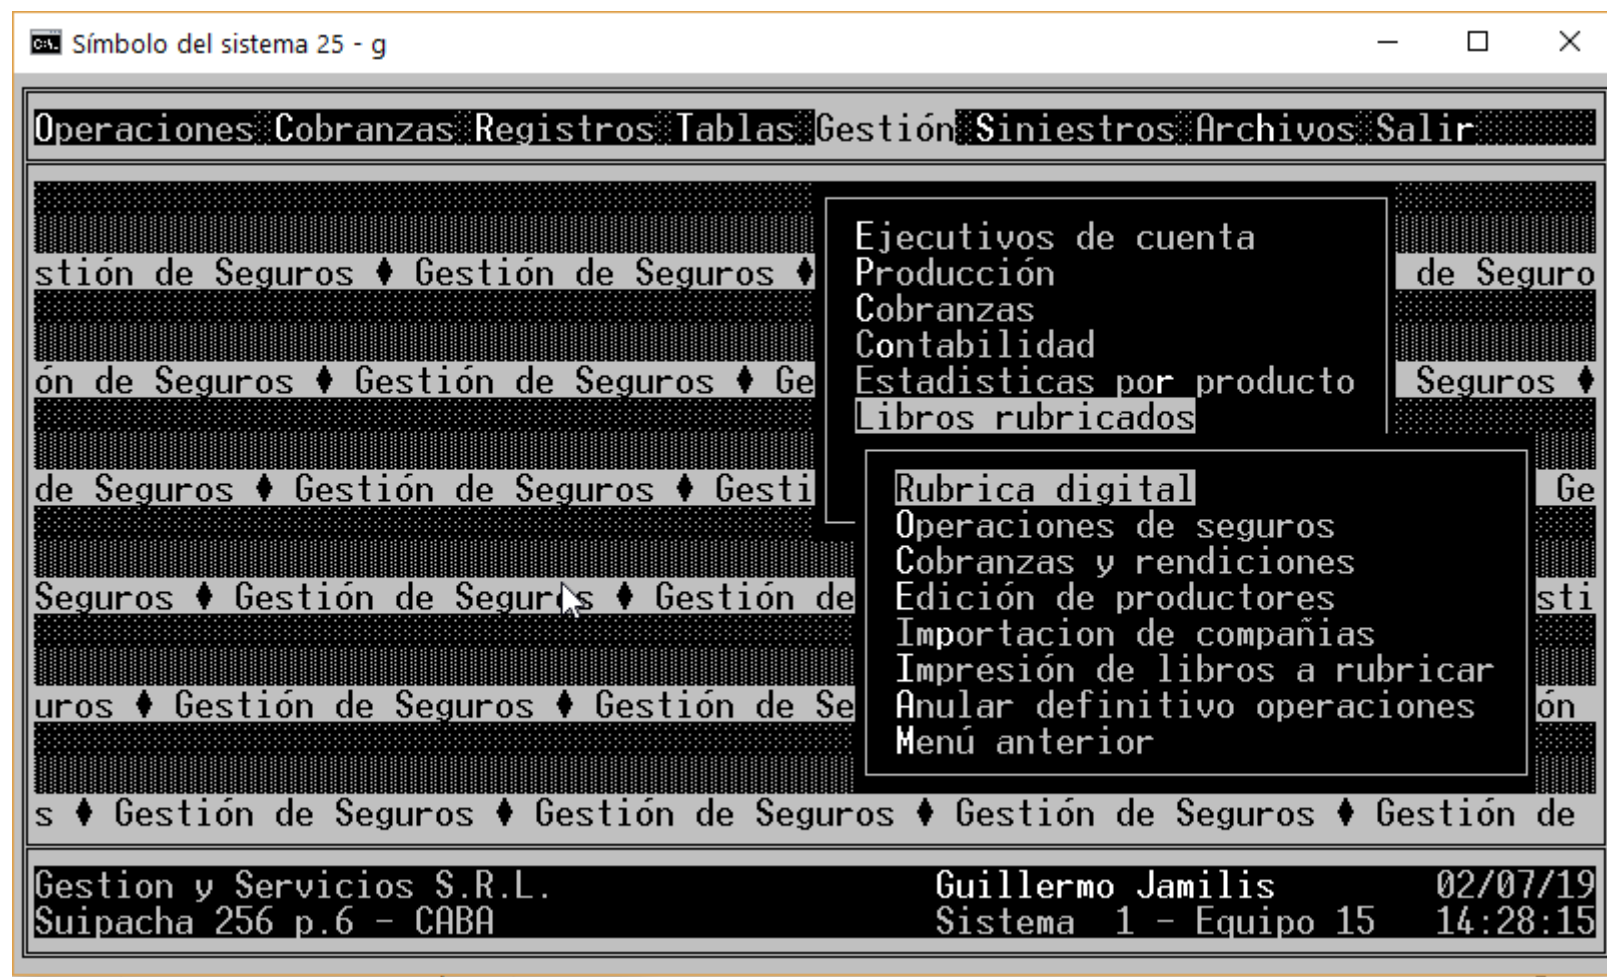 Símbolo del sistema 25 - g
Operaciones Cobranzas Registros Tablas Gestión Siniestros Archivos Salir
Ejecutivos de cuenta
stión de Seguros ♦ Gestión de Seguros ♦ Producción de Seguro
Cobranzas
Contabilidad
ón de Seguros ♦ Gestión de Seguros ♦ Ge Estadisticas por producto Seguros ♦
Libros rubricados
de Seguros ♦ Gestión de Seguros ♦ Gesti Rubrica digital Ge
Operaciones de seguros
Cobranzas y rendiciones
Seguros ♦ Gestión de Seguros ♦ Gestión de Edición de productores sti
Importacion de compañias
Impresión de libros a rubricar
uros ♦ Gestión de Seguros ♦ Gestión de Se Anular definitivo operaciones ón
Menú anterior
s ♦ Gestión de Seguros ♦ Gestión de Seguros ♦ Gestión de Seguros ♦ Gestión de
Gestion y Servicios S.R.L. Guillermo Jamilis 02/07/19
Suipacha 256 p.6 - CABA Sistema 1 - Equipo 15 14:28:15